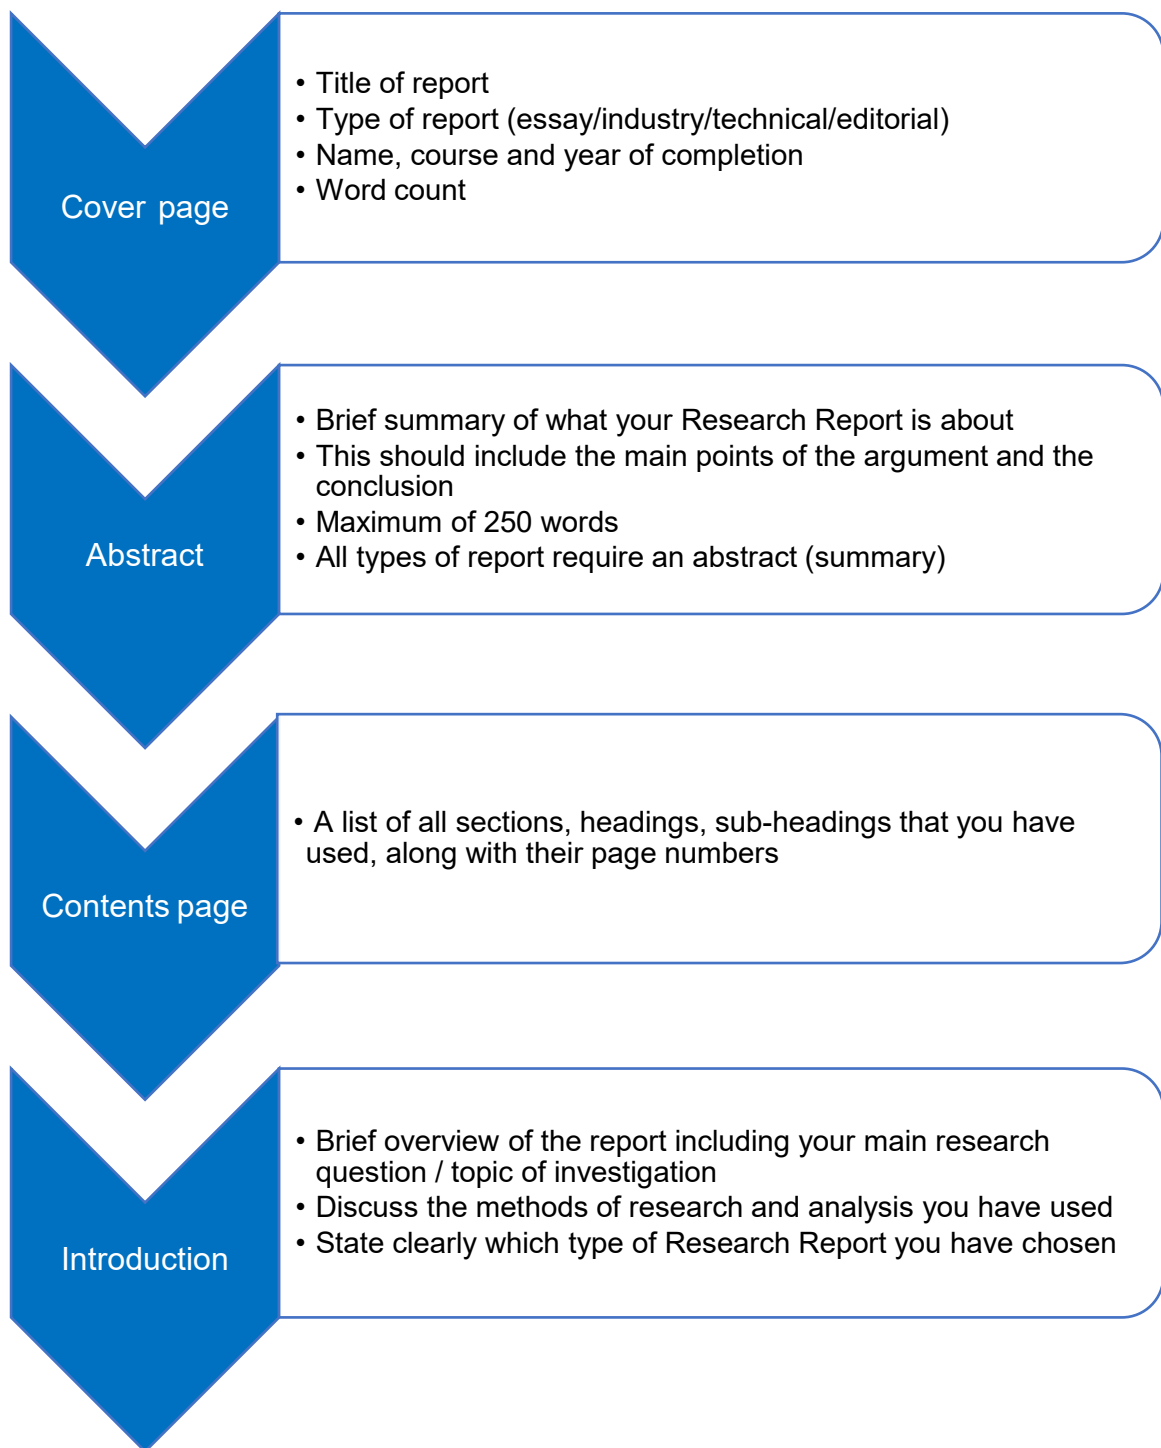 Cover page
• Title of report
• Type of report (essay/industry/technical/editorial)
• Name, course and year of completion
• Word count
Abstract
• Brief summary of what your Research Report is about
• This should include the main points of the argument and the
conclusion
• Maximum of 250 words
• All types of report require an abstract (summary)
Contents page
• A list of all sections, headings, sub-headings that you have
used, along with their page numbers
Introduction
• Brief overview of the report including your main research
question / topic of investigation
• Discuss the methods of research and analysis you have used
• State clearly which type of Research Report you have chosen